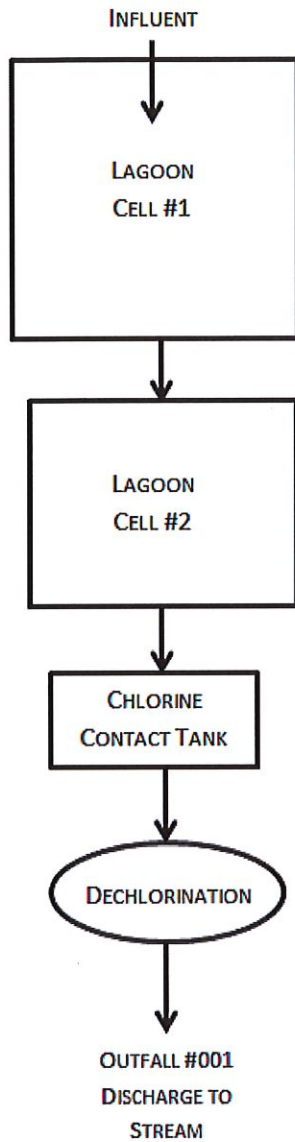 INFLUENT
LAGOON
CELL #1
LAGOON
CELL #2
CHLORINE
CONTACT TANK
DECHLORINATION
OUTFALL #001
DISCHARGE TO
STREAM